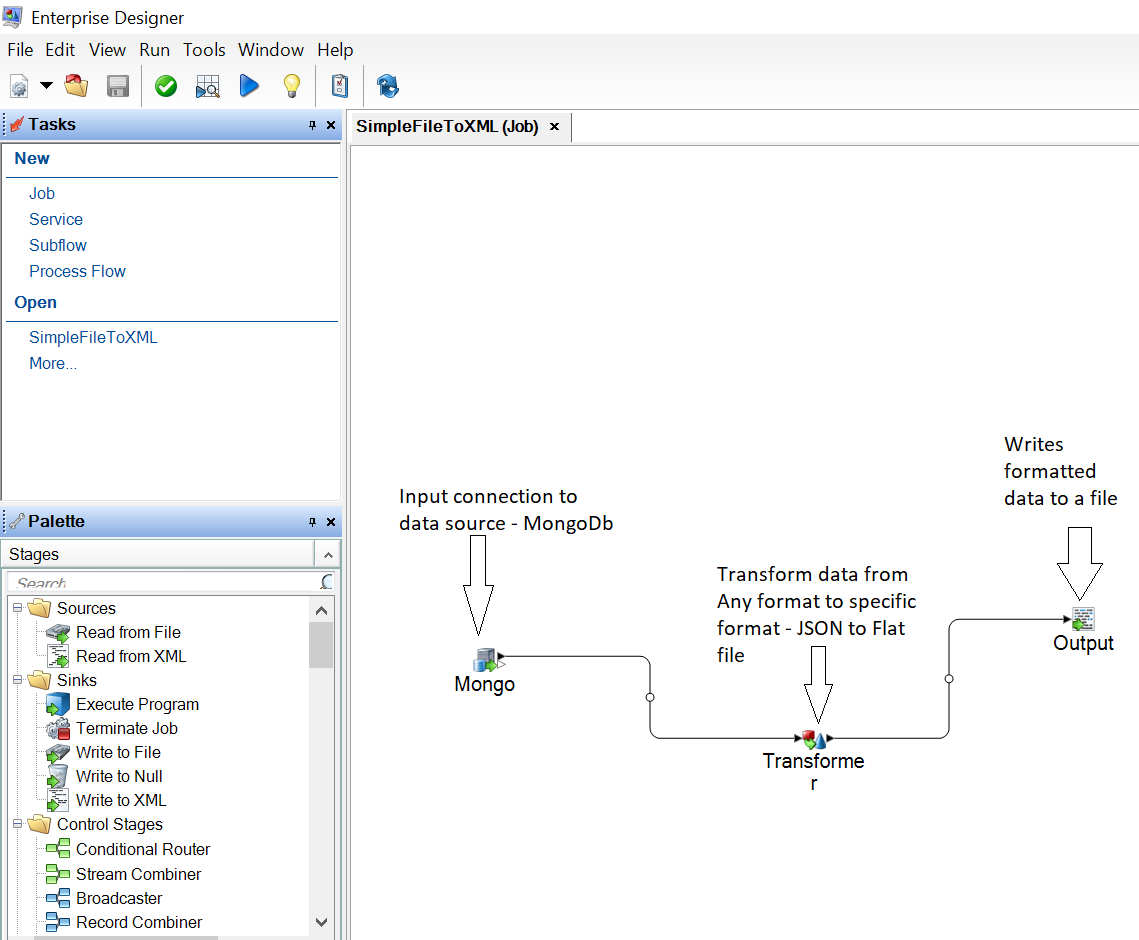 Enterprise Designer
File Edit View Run Tools Window Help
Tasks
New
Job
Service
Subflow
Process Flow
Open
SimpleFileToXML
More...
Palette
Stages
Search
Sources
Read from File
Read from XML
Sinks
Execute Program
Terminate Job
Write to File
Write to Null
Write to XML
Control Stages
Conditional Router
Stream Combiner
Broadcaster
Record Combiner
SimpleFileToXML (Job)
Input connection to
data source - MongoDb
Mongo
Transform data from
Any format to specific
format - JSON to Flat
file
Transforme
r
Writes
formatted
data to a file
Output